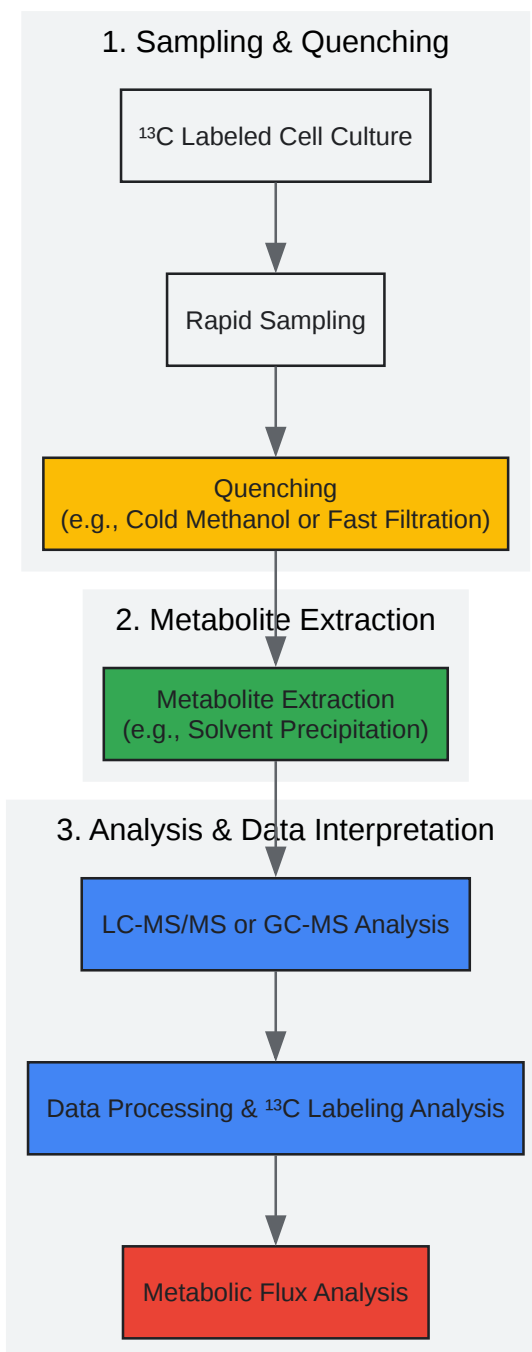 1. Sampling & Quenching
¹³C Labeled Cell Culture
Rapid Sampling
Quenching
(e.g., Cold Methanol or Fast Filtration)
2. Metabolite Extraction
Metabolite Extraction
(e.g., Solvent Precipitation)
3. Analysis & Data Interpretation
LC-MS/MS or GC-MS Analysis
Data Processing & ¹³C Labeling Analysis
Metabolic Flux Analysis